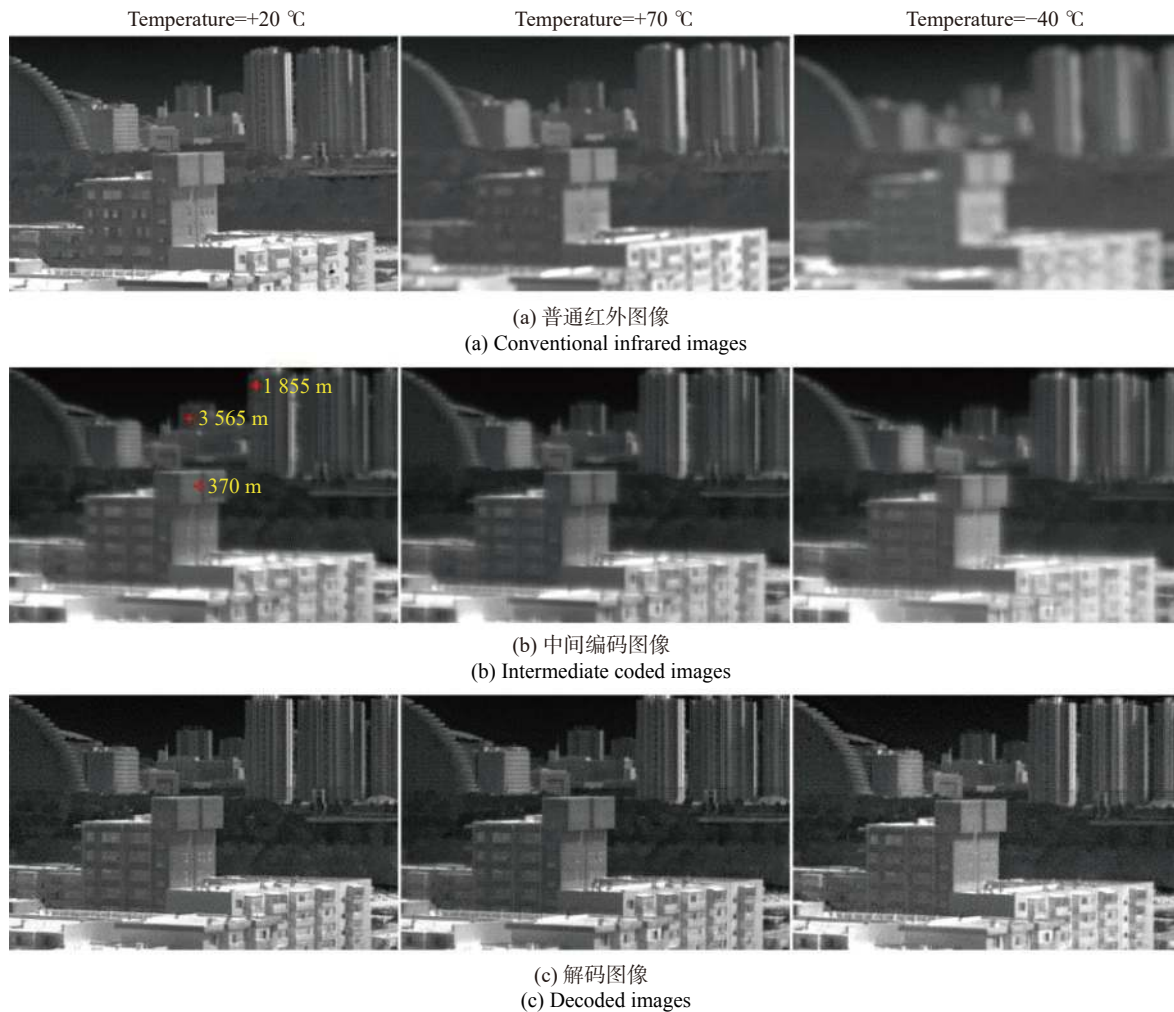 Temperature=+20 ℃
Temperature=+70 ℃
Temperature=−40 ℃
(a) 普通红外图像
(a) Conventional infrared images
1 855 m
3 565 m
370 m
(b) 中间编码图像
(b) Intermediate coded images
(c) 解码图像
(c) Decoded images